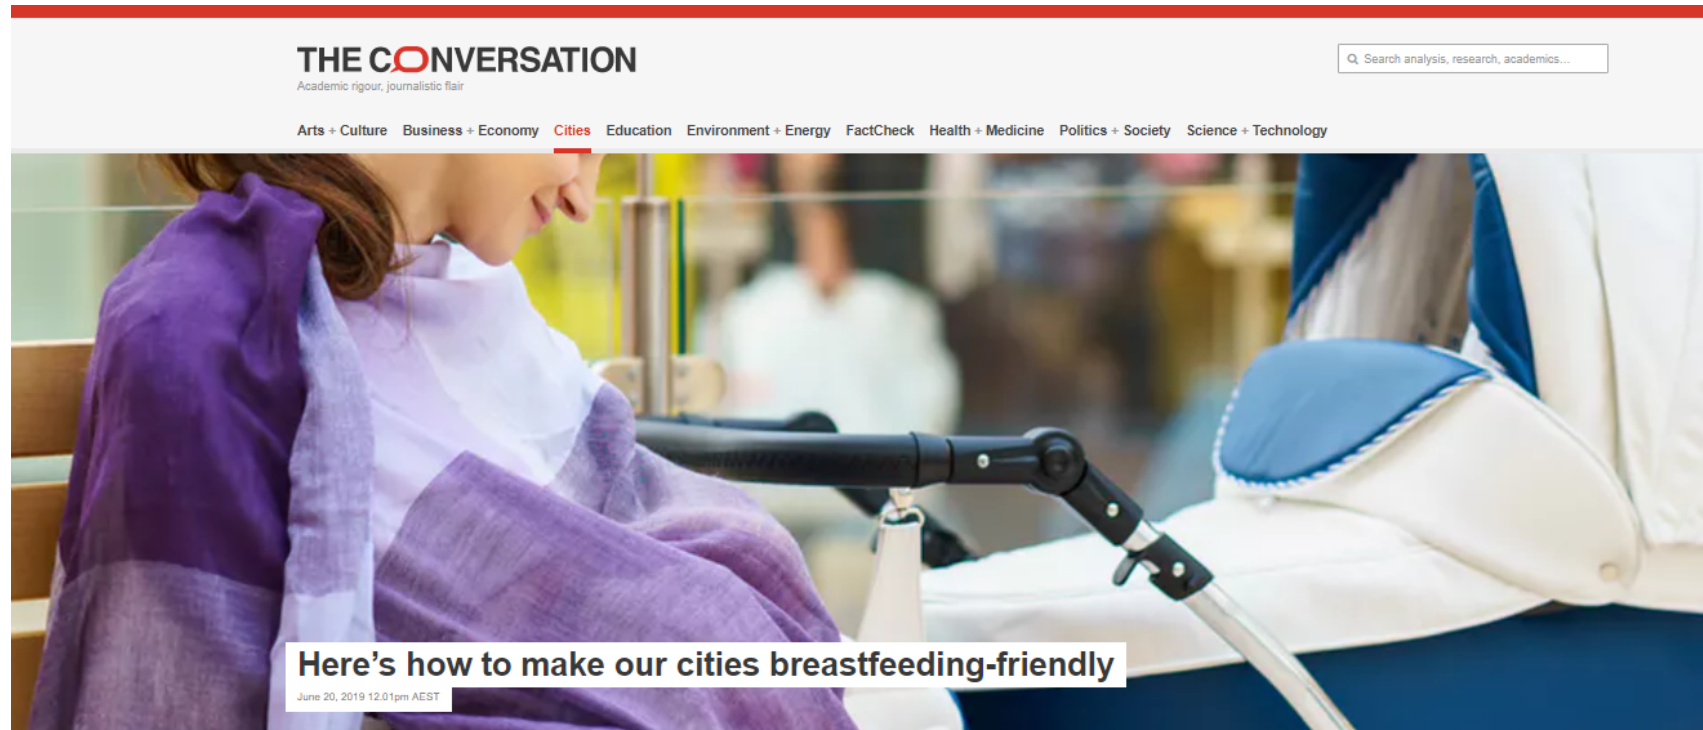 THE CONVERSATION
Academic rigour, journalistic flair
Search analysis, research, academics...
Arts + Culture Business + Economy Cities Education Environment + Energy FactCheck Health + Medicine Politics + Society Science + Technology
Here's how to make our cities breastfeeding-friendly
June 20, 2019 12.01pm AEST